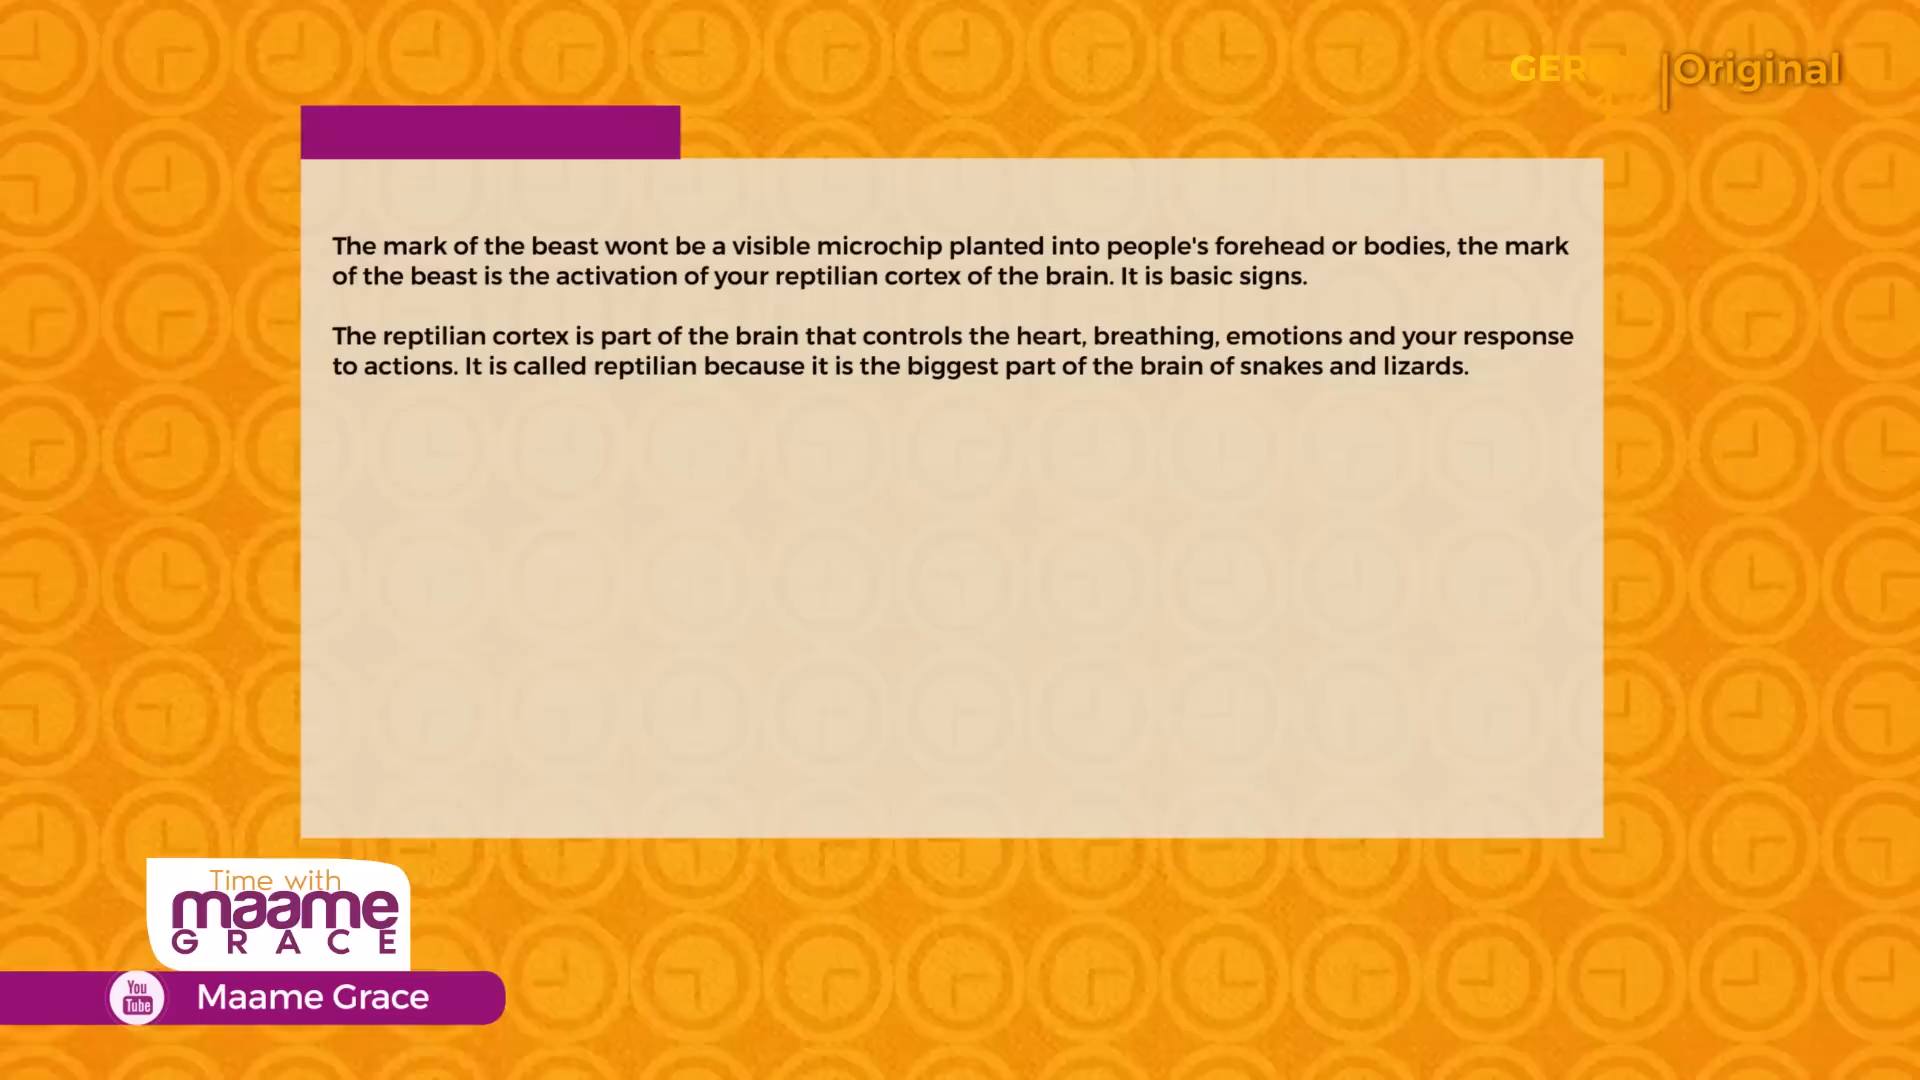 GER
|Original
The mark of the beast wont be a visible microchip planted into people's forehead or bodies, the mark
of the beast is the activation of your reptilian cortex of the brain. It is basic signs.
The reptilian cortex is part of the brain that controls the heart, breathing, emotions and your response
to actions. It is called reptilian because it is the biggest part of the brain of snakes and lizards.
Time with
maame
GRACE
You
Tube
Maame Grace